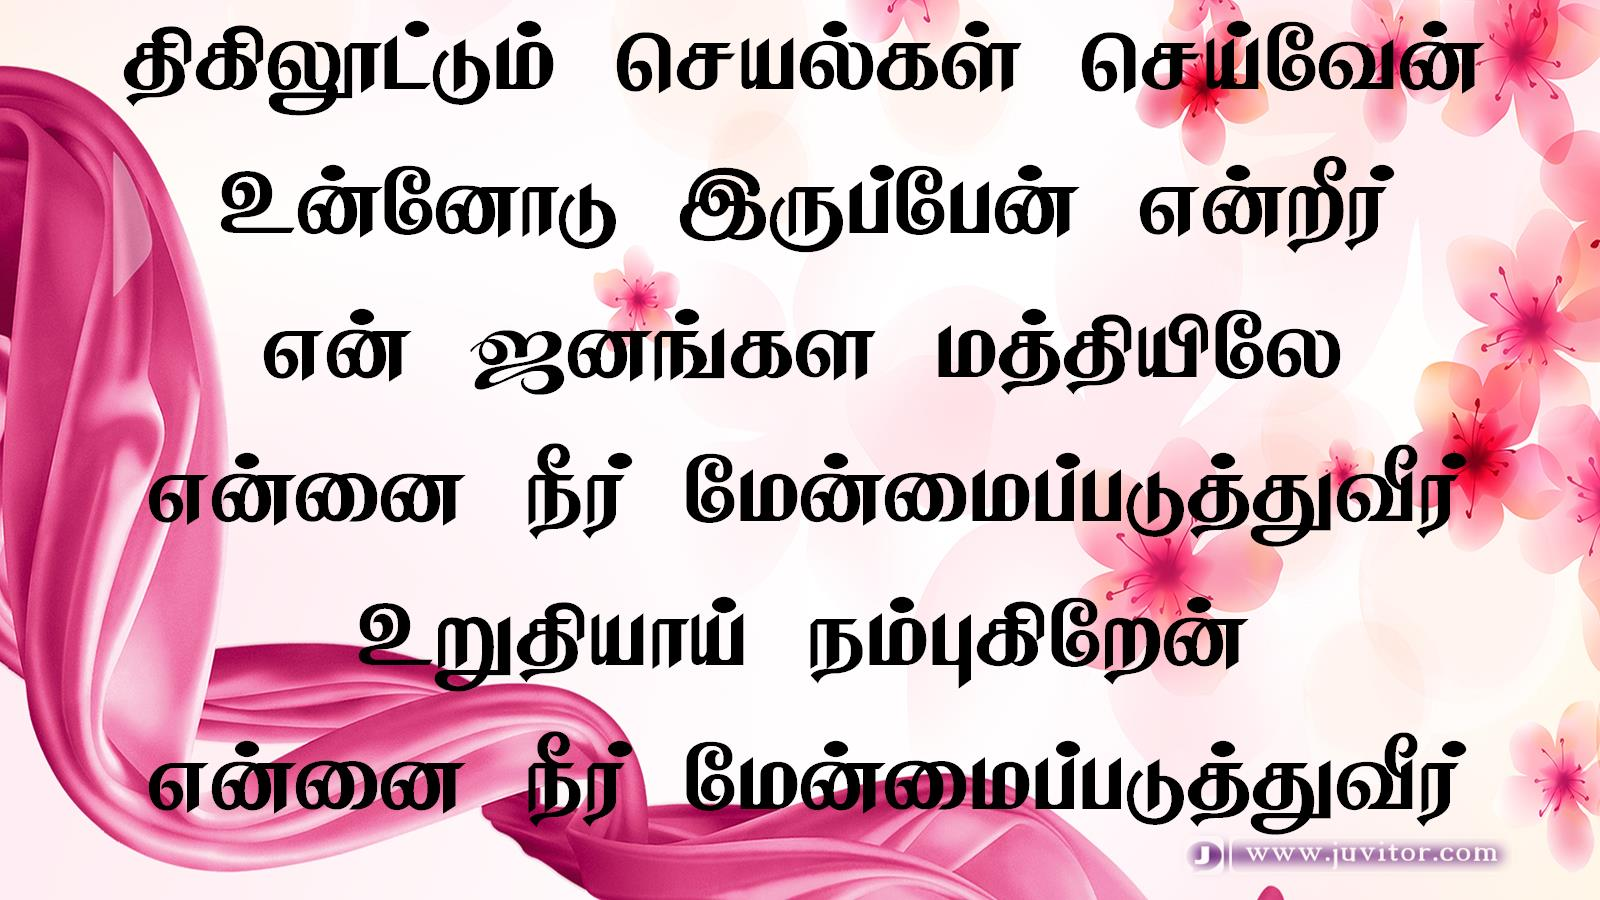 திகிலூட்டும் செயல்கள் செய்வேன்
உன்னோடு இருப்பேன் என்றீர்
என் ஜனங்கள மத்தியிலே
என்னை நீர் மேன்மைப்படுத்துவீர்
உறுதியாய் நம்புகிறேன்
என்னை நீர் மேன்மைப்படுத்துவீர்
J www.juvitor.com